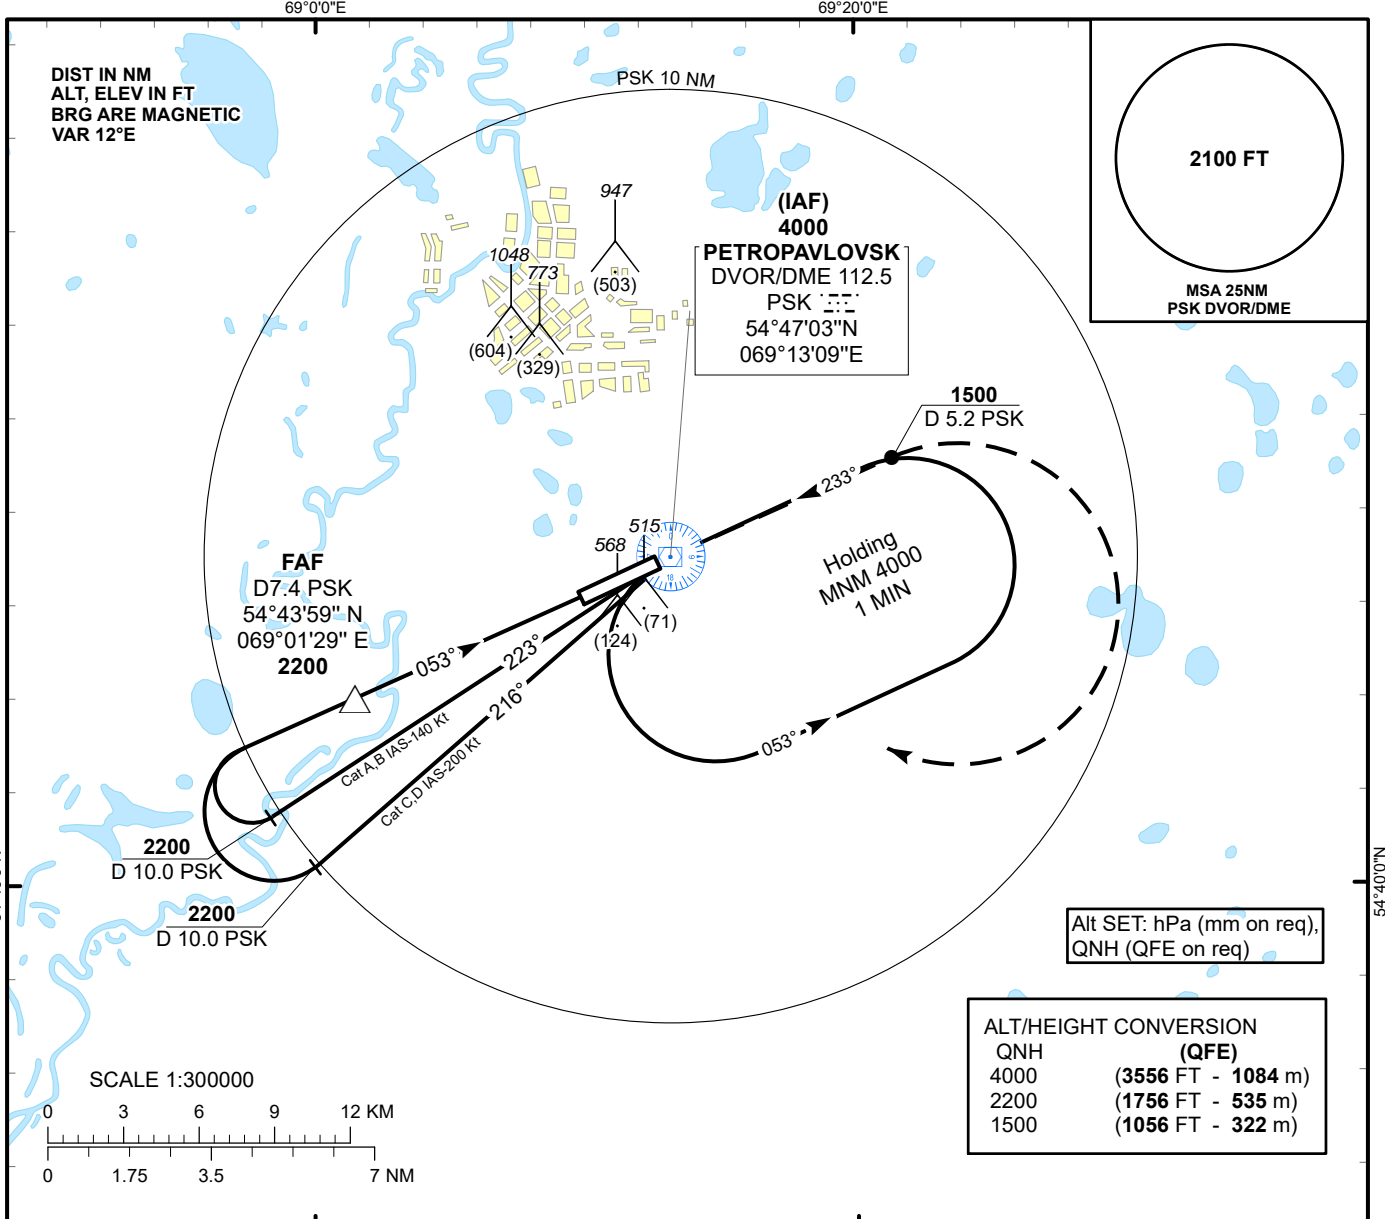 69°0'0"E
69°20'0"E
DIST IN NM
ALT, ELEV IN FT
BRG ARE MAGNETIC
VAR 12°E
PSK 10 NM
2100 FT
MSA 25NM
PSK DVOR/DME
947
(503)
1048
773
(604)
(329)
(IAF)
4000
PETROPAVLOVSK
DVOR/DME 112.5
PSK
54°47'03"N
069°13'09"E
1500
D 5.2 PSK
233°
Holding
MNM 4000
1 MIN
053°
515
568
(71)
(124)
0
9
18
FAF
D7.4 PSK
54°43'59" N
069°01'29" E
2200
053°
223°
216°
Cat A,B IAS-140 Kt
Cat C,D IAS-200 Kt
2200
D 10.0 PSK
2200
D 10.0 PSK
54°40'0"N
Alt SET: hPa (mm on req),
QNH (QFE on req)
ALT/HEIGHT CONVERSION
QNH (QFE)
4000 (3556 FT - 1084 m)
2200 (1756 FT - 535 m)
1500 (1056 FT - 322 m)
SCALE 1:300000
0 3 6 9 12 KM
0 1.75 3.5 7 NM